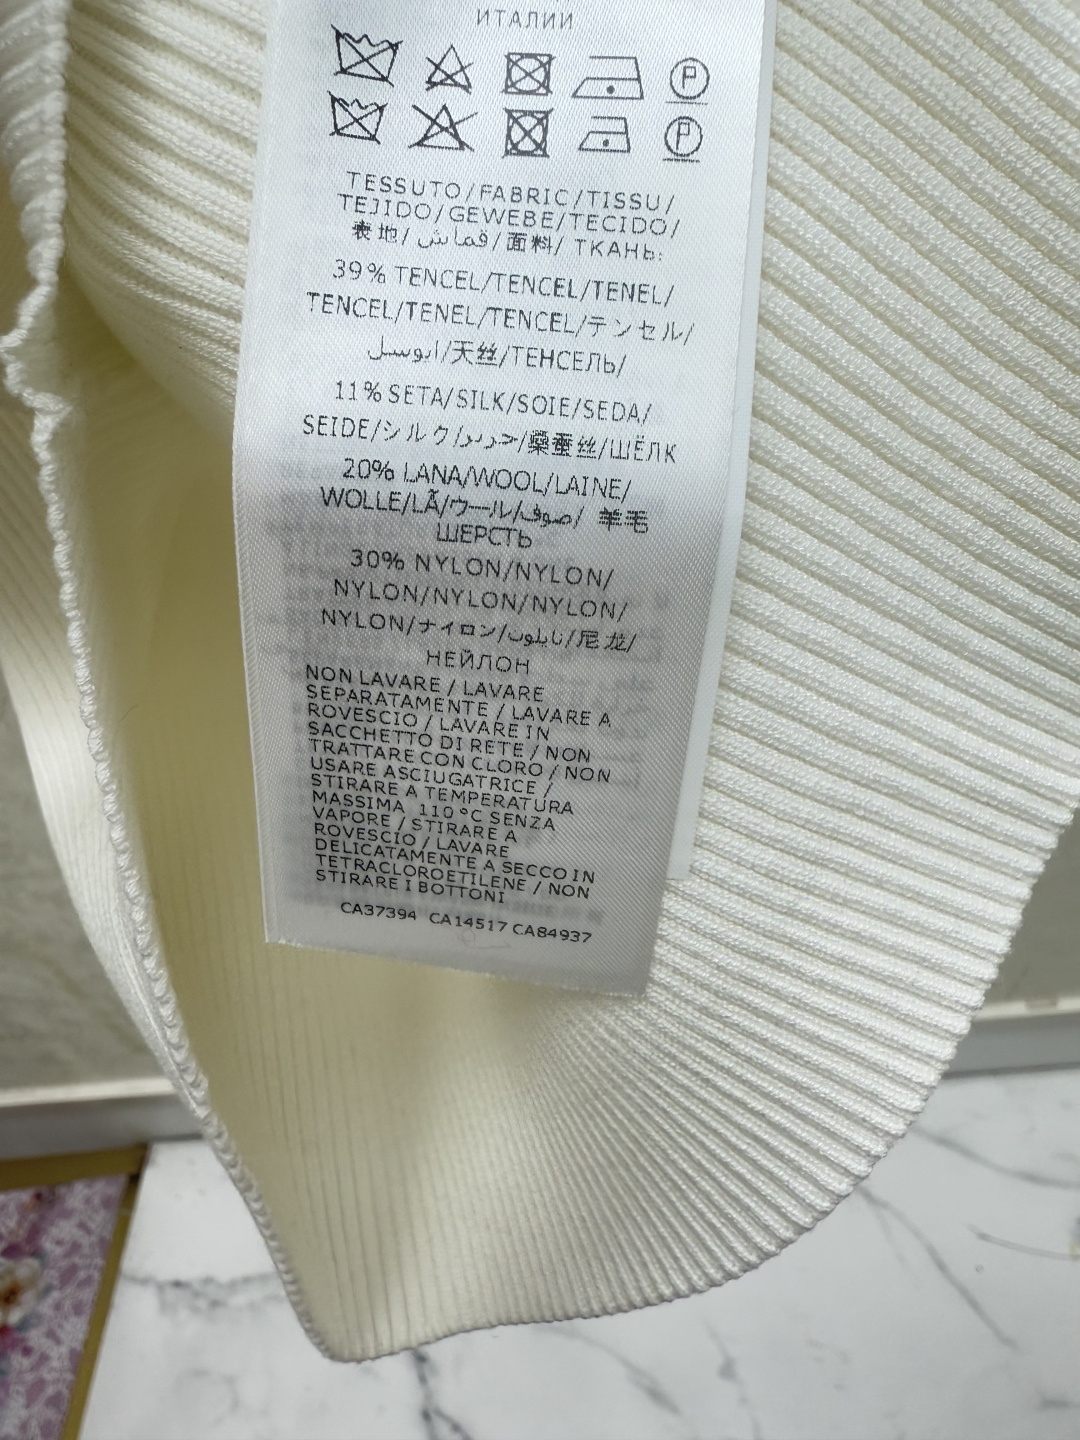 ИТАЛИИ
TESSUTO/FABRIC/TISSU/
TEJIDO/GEWEBE/TECIDO/
表地/قماش/面料/ ТКАНЬ:
39% TENCEL/TENCEL/TENEL/
TENCEL/TENEL/TENCEL/テンセル/
天丝/ТЕНСЕЛЬ/
11% SETA/SILK/SOIE/SEDA/
SEIDE/シルク/حرير/桑蚕丝/ШЁЛК
20% LANA/WOOL/LAINE/
WOLLE/LÃ/ウール/صوف/ 羊毛
ШЕРСТЬ
30% NYLON/NYLON/
NYLON/NYLON/NYLON/
NYLON/ナイロン/نايلون/尼龙/
НЕЙЛОН
NON LAVARE / LAVARE
SEPARATAMENTE / LAVARE A
ROVESCIO / LAVARE IN
SACCHETTO DI RETE / NON
TRATTARE CON CLORO / NON
USARE ASCIUGATRICE /
STIRARE A TEMPERATURA
MASSIMA 110 °C SENZA
VAPORE / STIRARE A
ROVESCIO / LAVARE
DELICATAMENTE A SECCO IN
TETRACLOROETILENE / NON
STIRARE I BOTTONI
CA37394 CA14517 CA84937